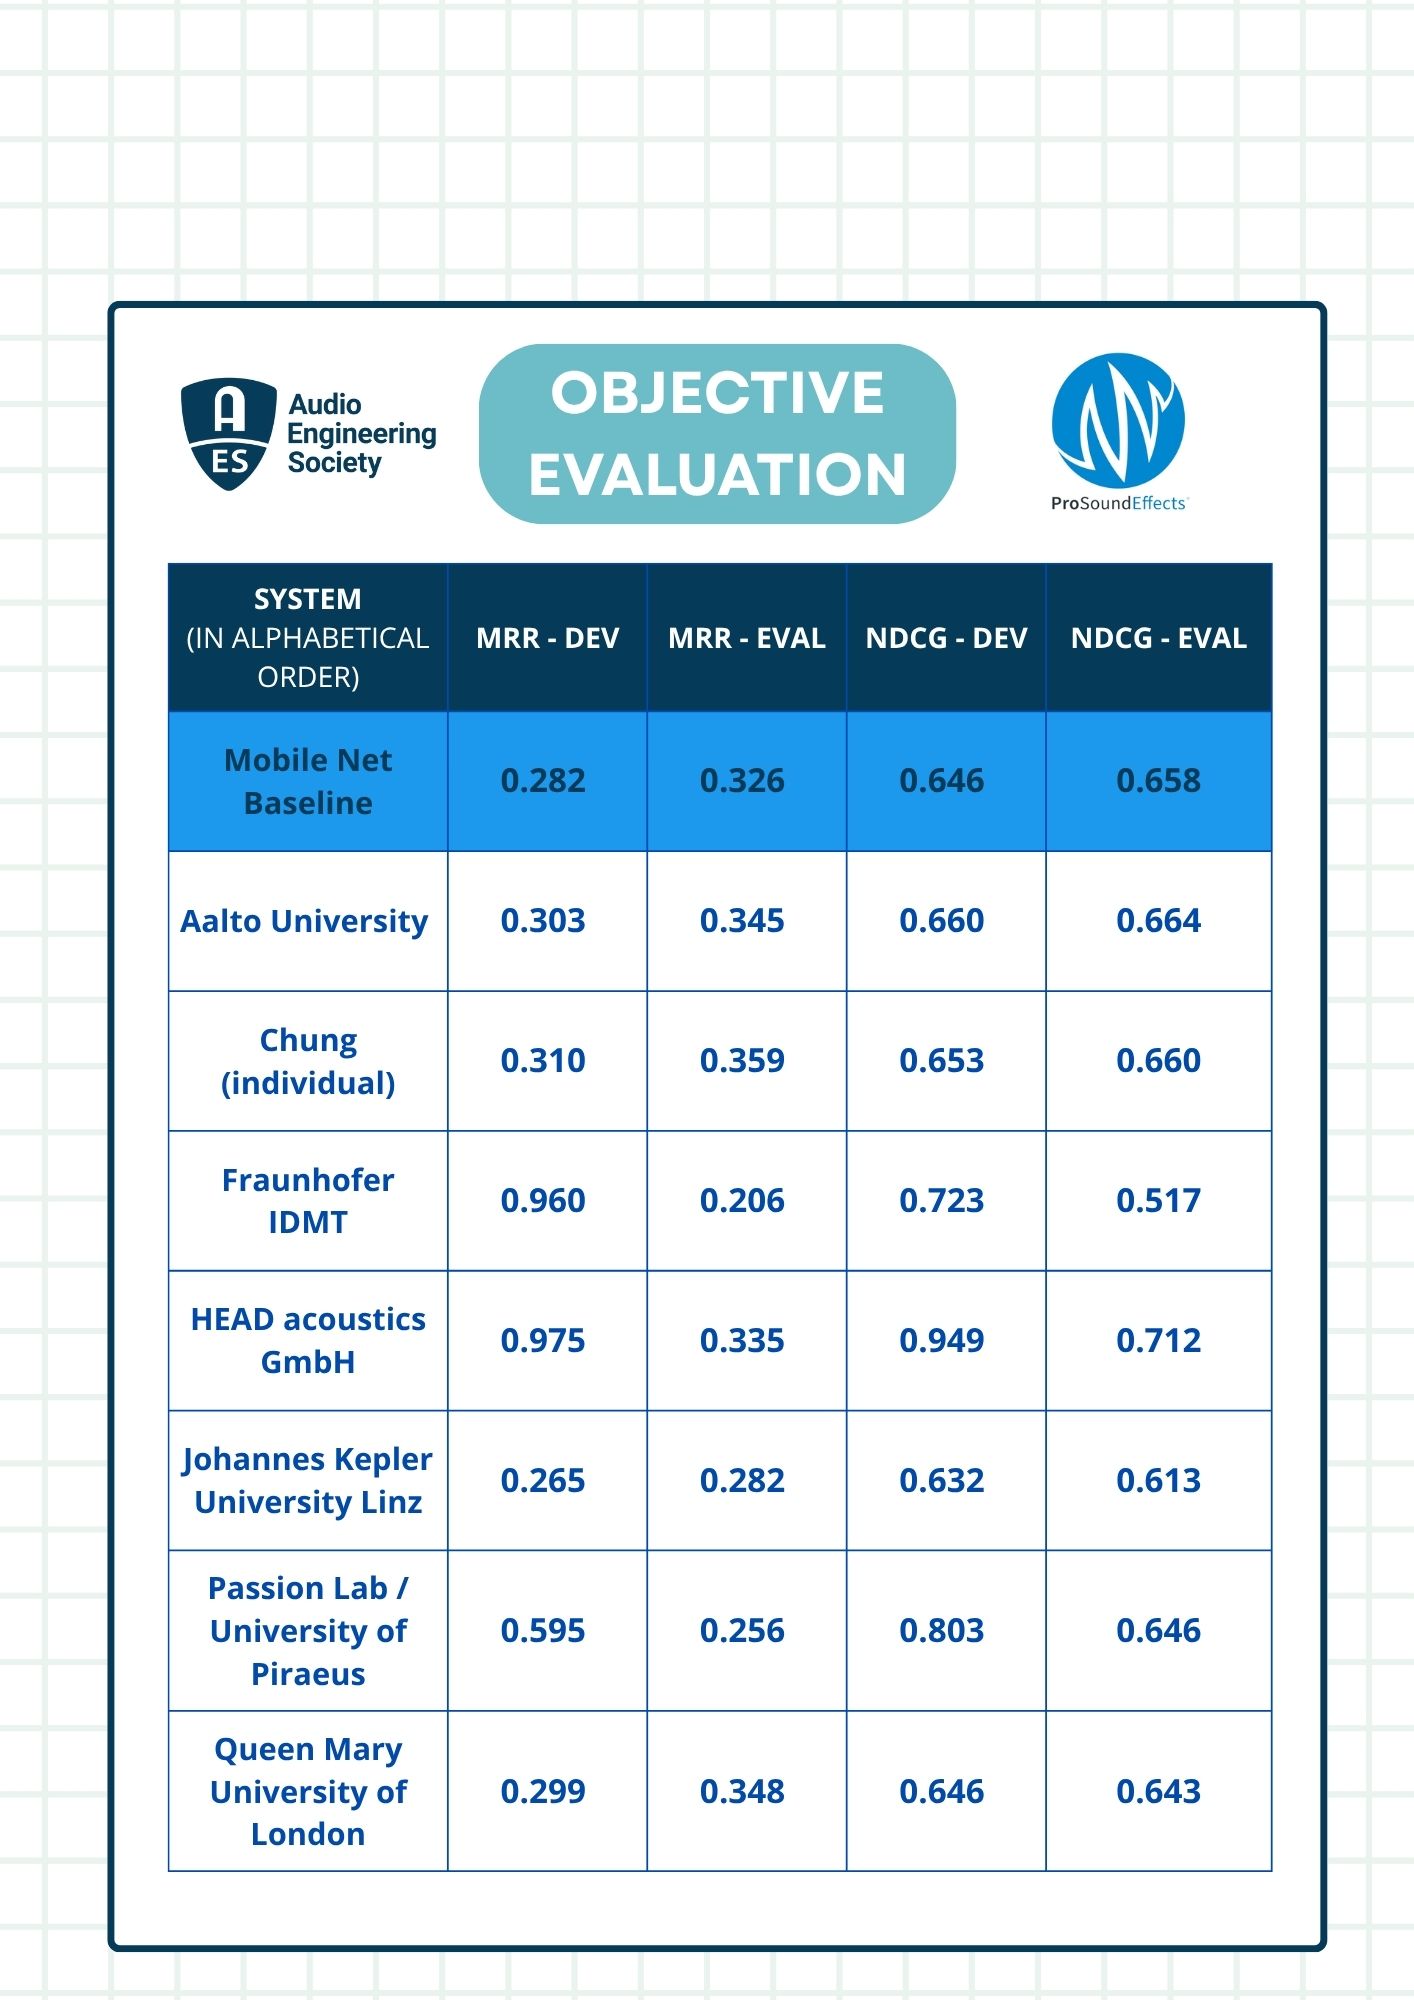 A
ES
Audio
Engineering
Society
OBJECTIVE
EVALUATION
ProSoundEffects
SYSTEM
(IN ALPHABETICAL
ORDER)
MRR - DEV
MRR - EVAL
NDCG - DEV
NDCG - EVAL
Mobile Net
Baseline
0.282
0.326
0.646
0.658
Aalto University
0.303
0.345
0.660
0.664
Chung
(individual)
0.310
0.359
0.653
0.660
Fraunhofer
IDMT
0.960
0.206
0.723
0.517
HEAD acoustics
GmbH
0.975
0.335
0.949
0.712
Johannes Kepler
University Linz
0.265
0.282
0.632
0.613
Passion Lab /
University of
Piraeus
0.595
0.256
0.803
0.646
Queen Mary
University of
London
0.299
0.348
0.646
0.643